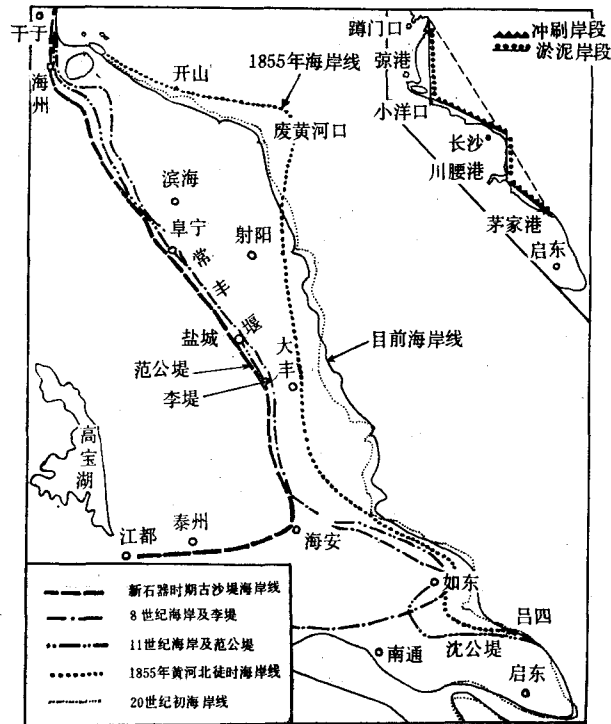 干于
海州
开山
1855年海岸线
废黄河口
滨海
阜宁
射阳
常丰堰
盐城
大丰
范公堤
李堤
目前海岸线
高宝湖
江都
泰州
海安
如东
吕四
沈公堤
南通
启东
蹲门口
弶港
小洋口
长沙
川腰港
茅家港
启东
冲刷岸段
淤泥岸段
新石器时期古沙堤海岸线
8世纪海岸及李堤
11世纪海岸及范公堤
1855年黄河北徒时海岸线
20世纪初海岸线